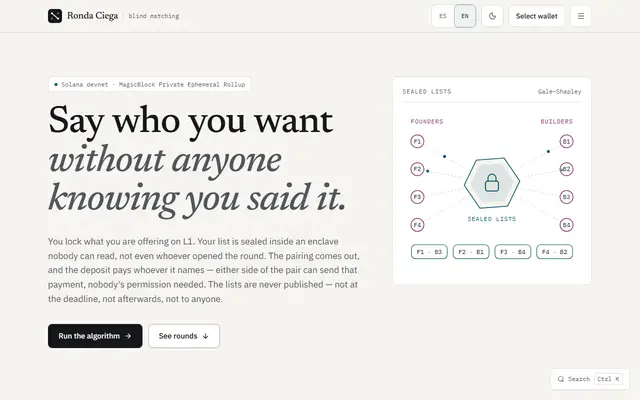 Ronda Ciega blind matching
ES EN Select wallet
Solana devnet · MagicBlock Private Ephemeral Rollup
Say who you want
without anyone
knowing you said it.
You lock what you are offering on L1. Your list is sealed inside an enclave
nobody can read, not even whoever opened the round. The pairing comes out,
and the deposit pays whoever it names — either side of the pair can send that
payment, nobody's permission needed. The lists are never published — not at
the deadline, not afterwards, not to anyone.
Run the algorithm →
See rounds ↓
SEALED LISTS Gale–Shapley
FOUNDERS BUILDERS
F1 B1
F2 B2
F3 B3
F4 B4
SEALED LISTS
F1 · B3 F2 · B1 F3 · B4 F4 · B2
Search Ctrl K